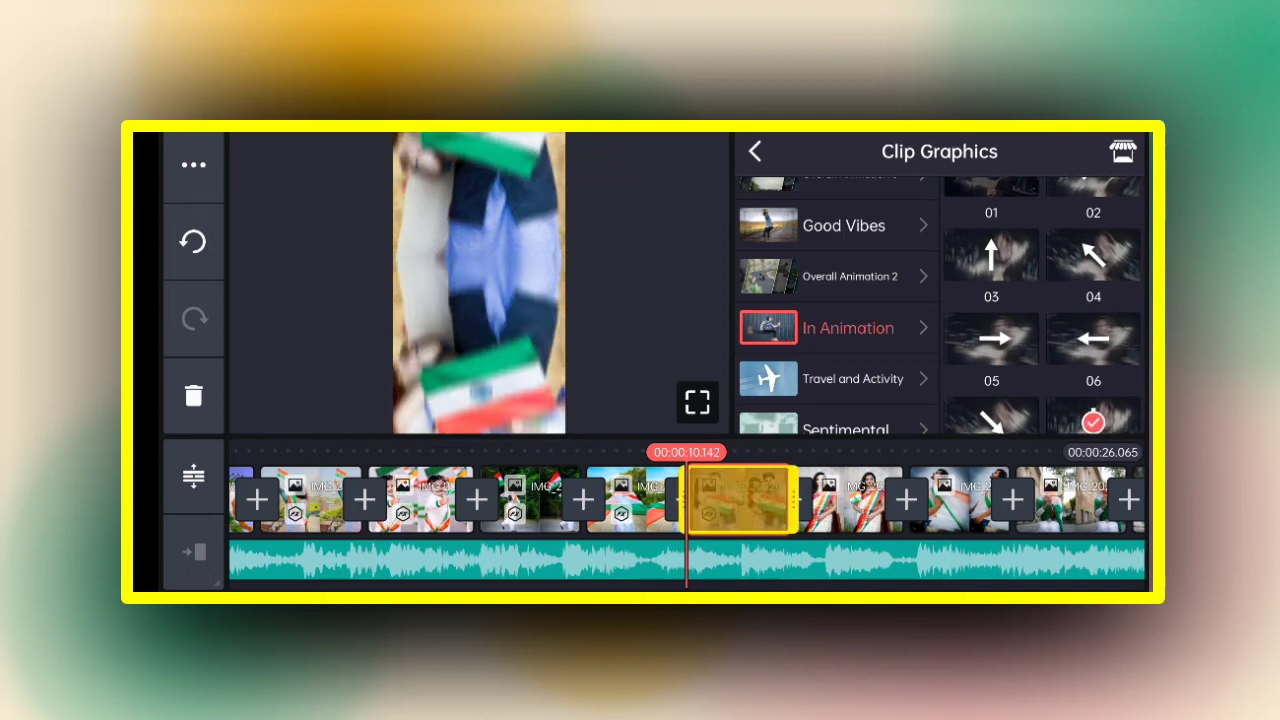 Clip Graphics
01
02
Good Vibes
03
04
Overall Animation 2
In Animation
05
06
Travel and Activity
Sentimental
00:00:10.142
00:00:26.065